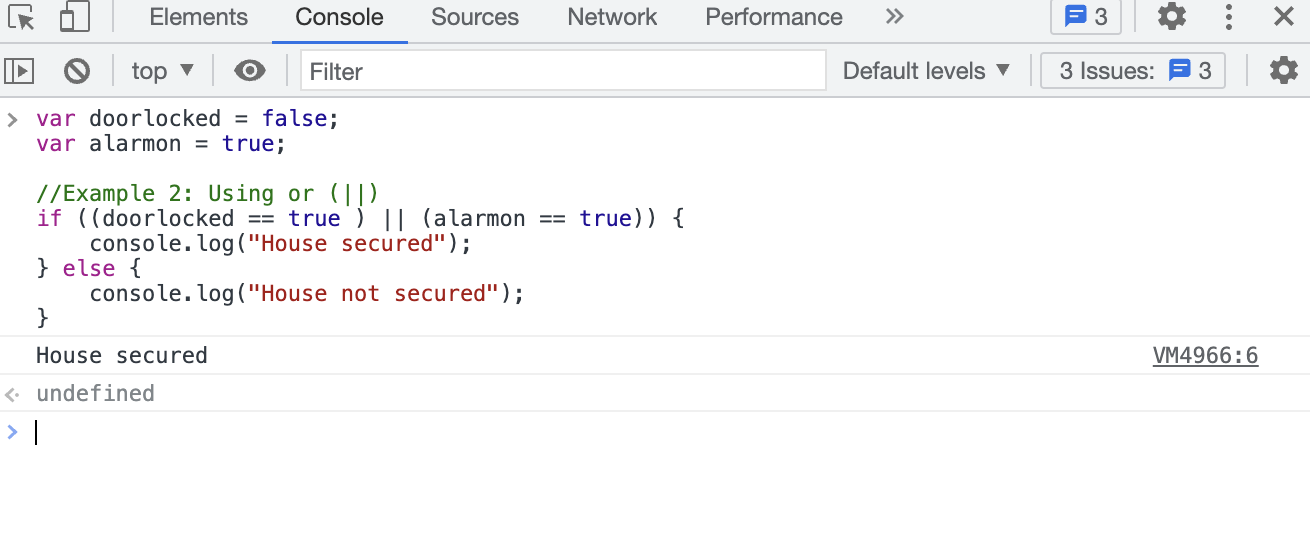 Elements Console Sources Network Performance » 3
top ▼ Filter Default levels ▼ 3 Issues: 3
> var doorlocked = false;
var alarmon = true;
//Example 2: Using or (||)
if ((doorlocked == true ) || (alarmon == true)) {
    console.log("House secured");
} else {
    console.log("House not secured");
}
House secured VM4966:6
undefined
>